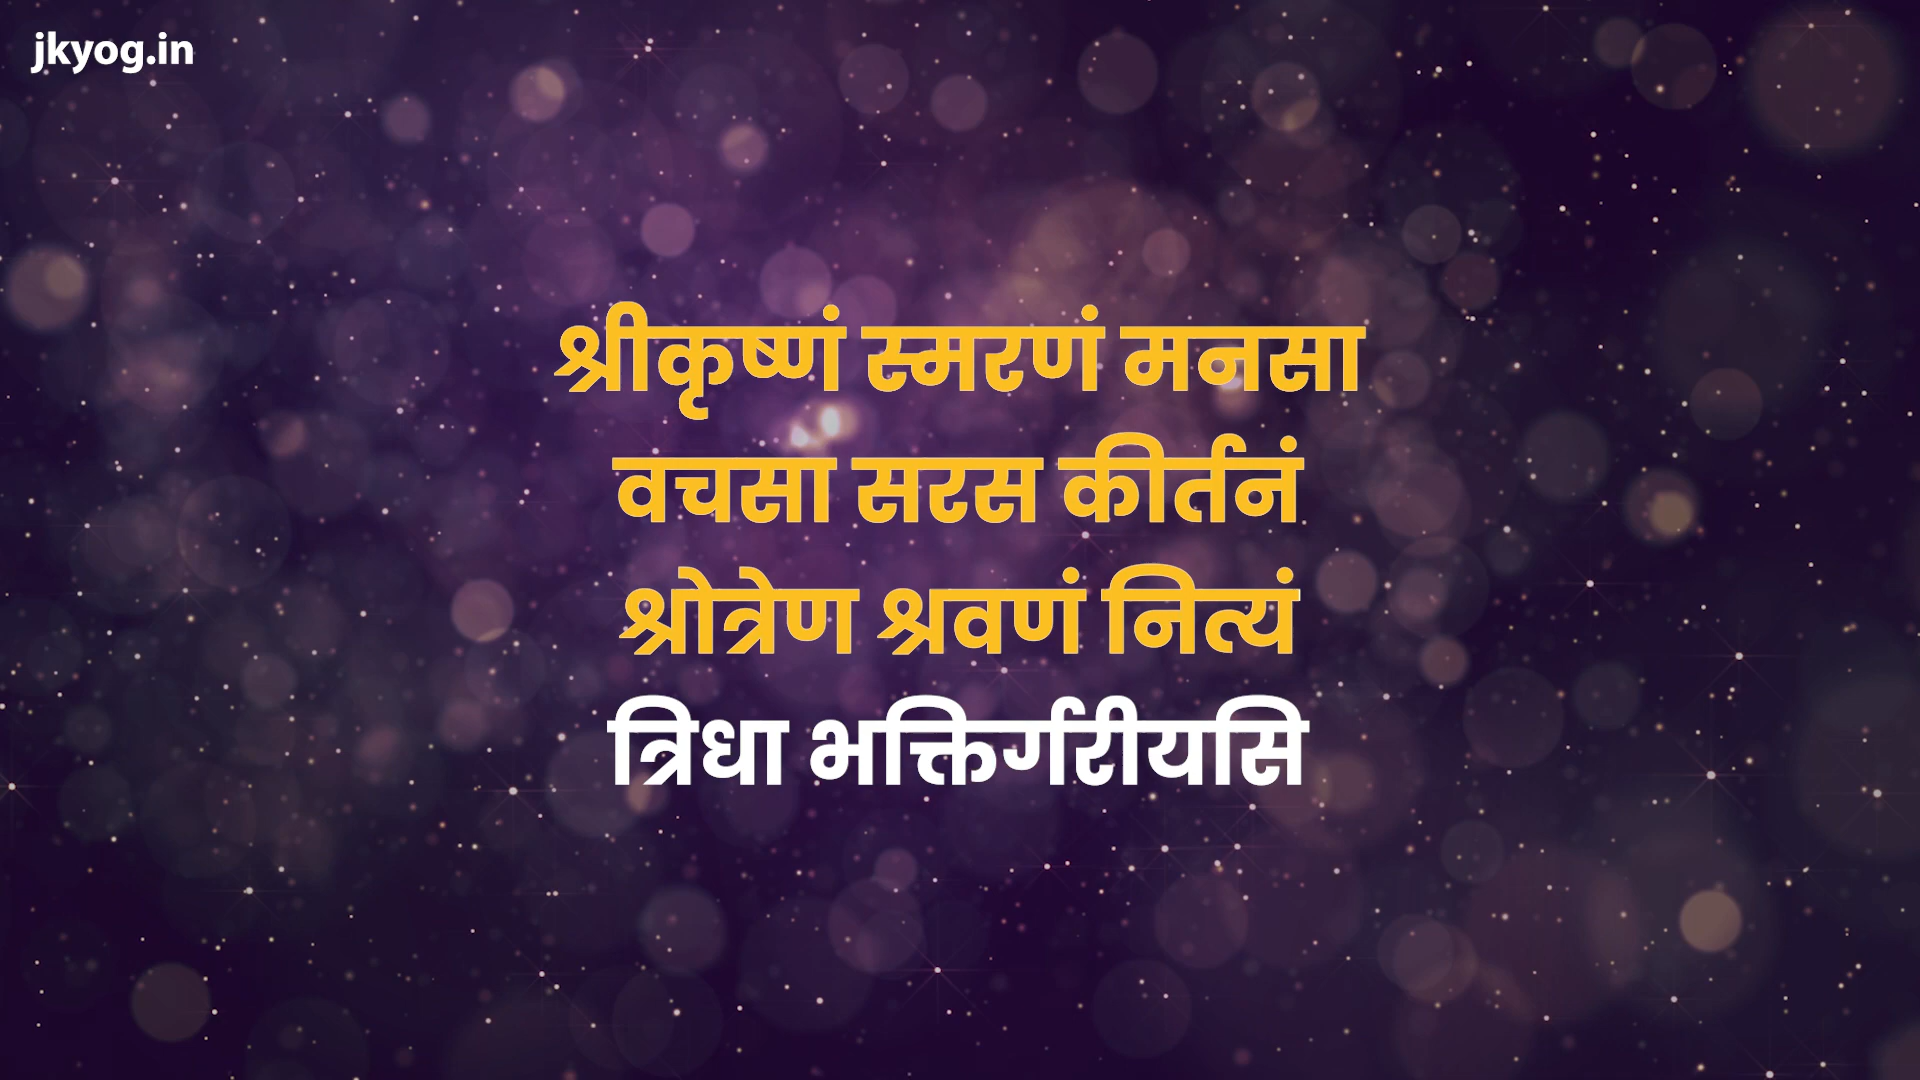 jkyog.in
श्रीकृष्णं स्मरणं मनसा
वचसा सरस कीर्तनं
श्रोत्रेण श्रवणं नित्यं
त्रिधा भक्तिर्गरीयसि